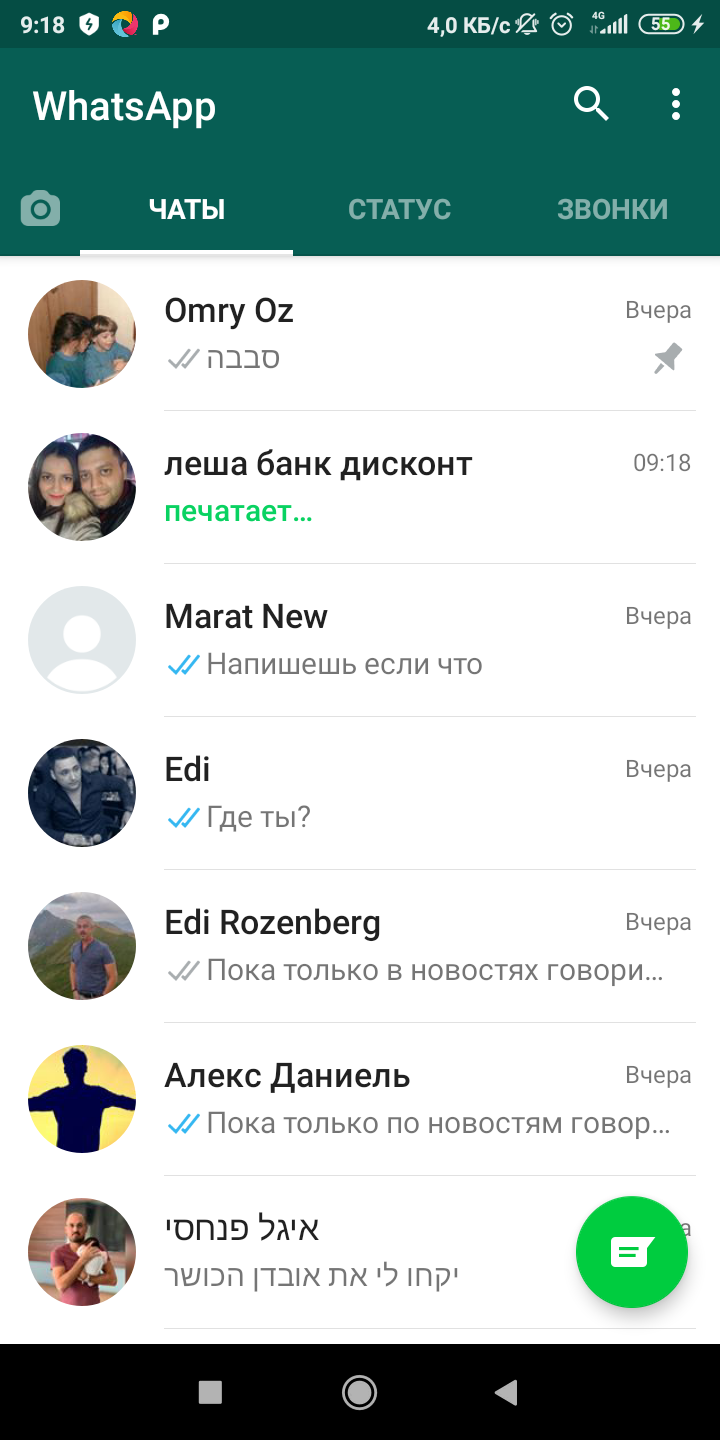 9:18 4,0 КБ/с 4G 55
WhatsApp
ЧАТЫ СТАТУС ЗВОНКИ
Omry Oz Вчера
סבבה
леша банк дисконт 09:18
печатает...
Marat New Вчера
Напишешь если что
Edi Вчера
Где ты?
Edi Rozenberg Вчера
Пока только в новостях говори...
Алекс Даниель Вчера
Пока только по новостям говор...
איגל פנחסי
יקחו לי את אובדן הכושר